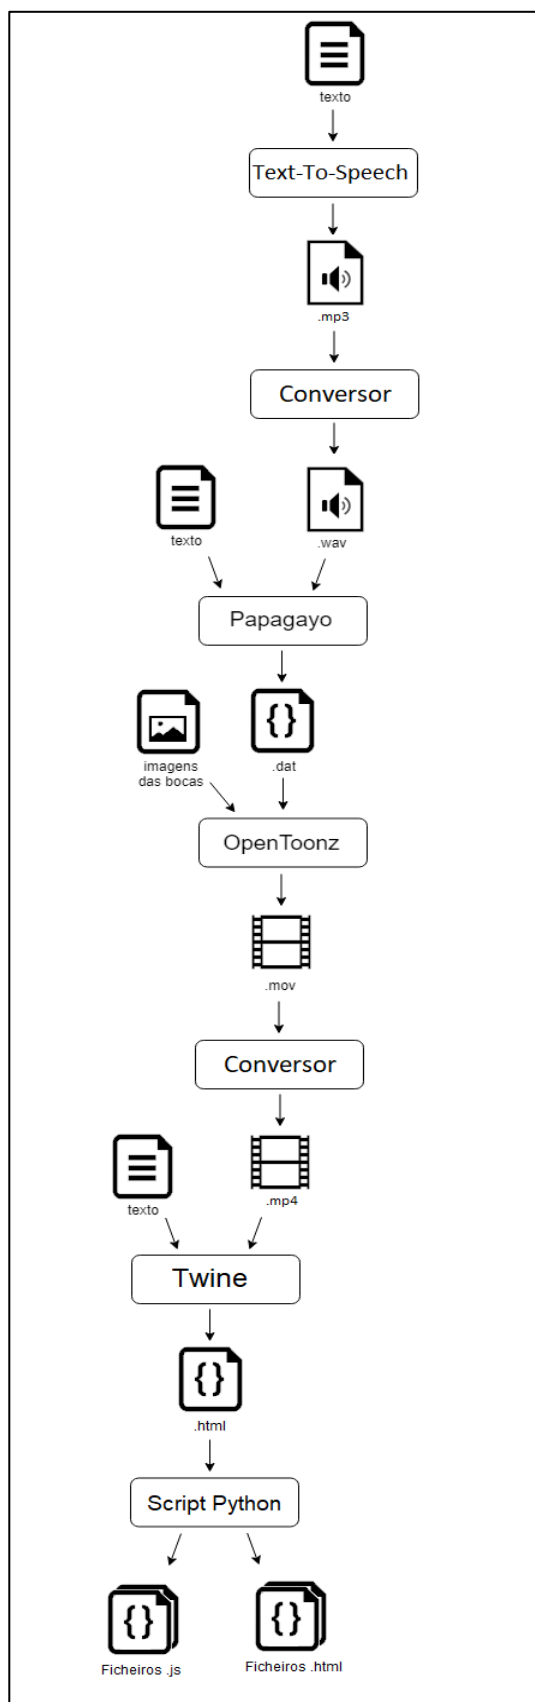 texto
Text-To-Speech
.mp3
Conversor
texto
.wav
Papagayo
imagens
das bocas
.dat
OpenToonz
.mov
Conversor
texto
.mp4
Twine
.html
Script Python
Ficheiros .js
Ficheiros .html